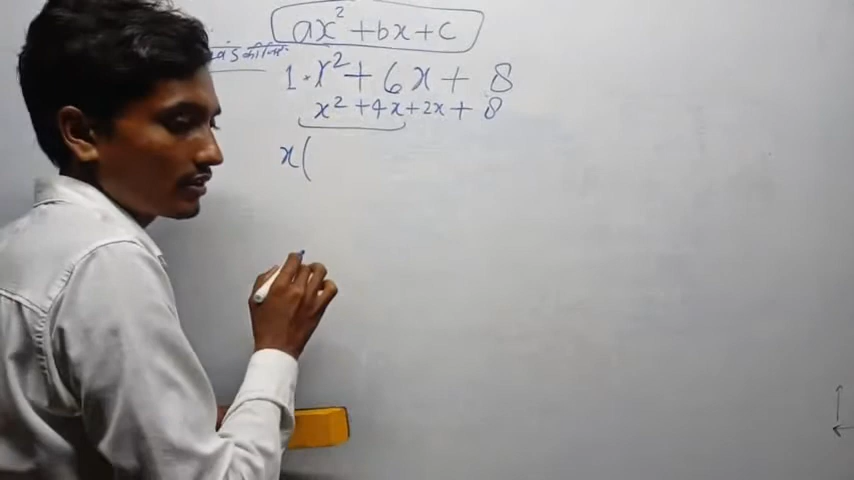 ax² + bx + c
1·x² + 6x + 8
x² + 4x + 2x + 8
x(